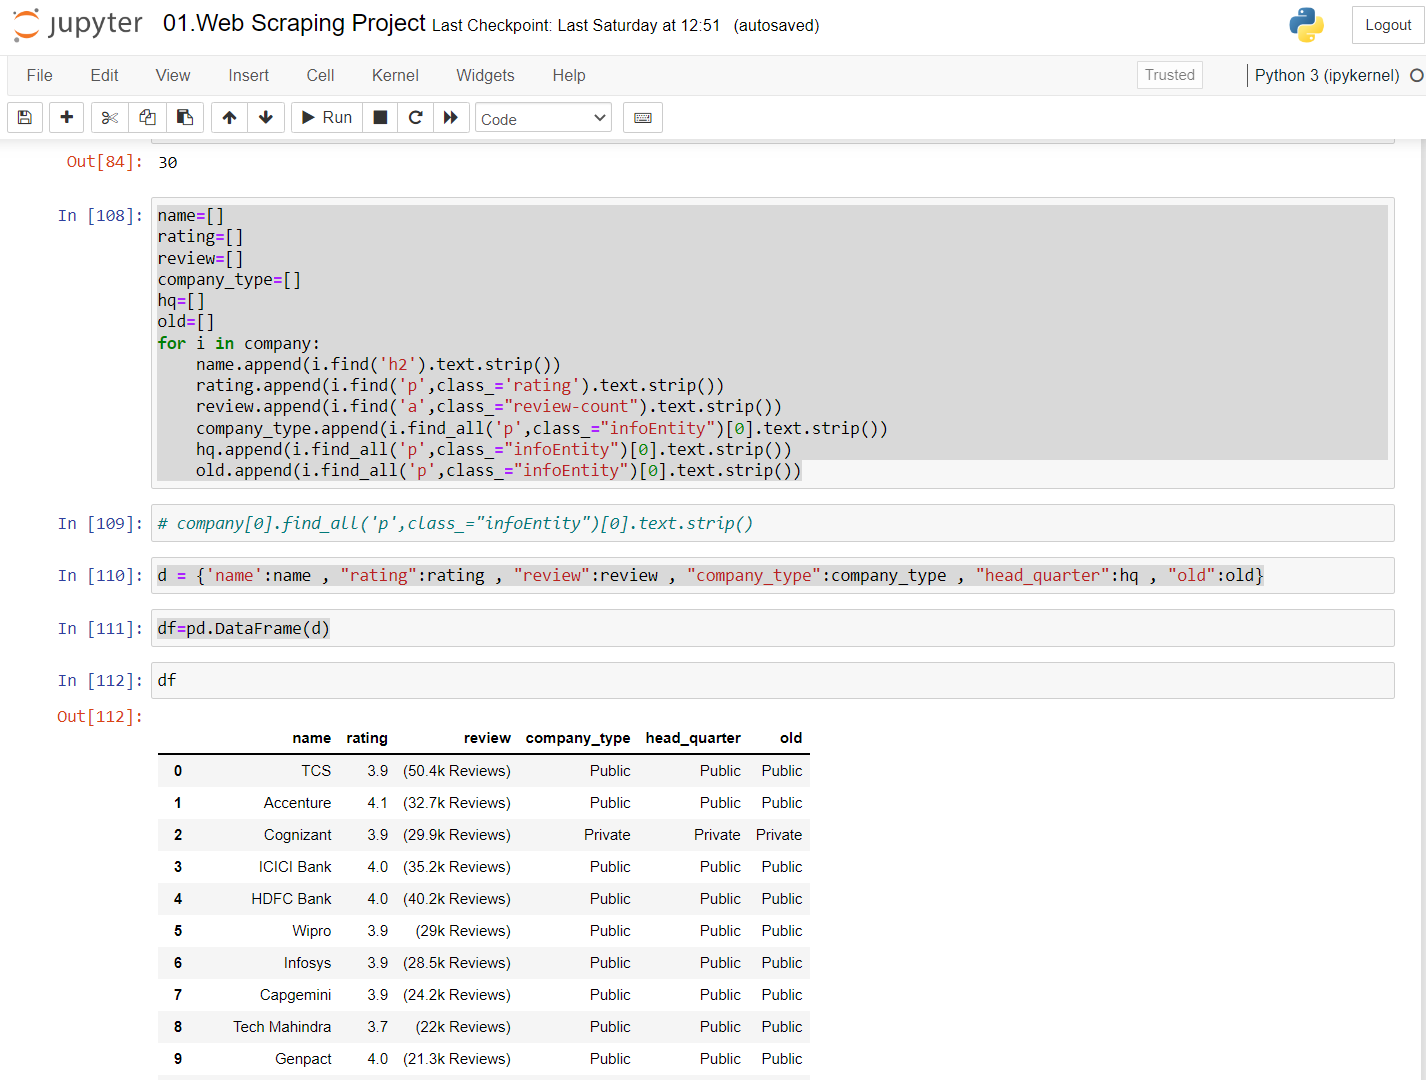 jupyter 01.Web Scraping Project Last Checkpoint: Last Saturday at 12:51 (autosaved) Logout
File Edit View Insert Cell Kernel Widgets Help Trusted Python 3 (ipykernel)
Run Code
Out[84]: 30
In [108]: name=[]
rating=[]
review=[]
company_type=[]
hq=[]
old=[]
for i in company:
    name.append(i.find('h2').text.strip())
    rating.append(i.find('p',class_='rating').text.strip())
    review.append(i.find('a',class_="review-count").text.strip())
    company_type.append(i.find_all('p',class_="infoEntity")[0].text.strip())
    hq.append(i.find_all('p',class_="infoEntity")[0].text.strip())
    old.append(i.find_all('p',class_="infoEntity")[0].text.strip())
In [109]: # company[0].find_all('p',class_="infoEntity")[0].text.strip()
In [110]: d = {'name':name , "rating":rating , "review":review , "company_type":company_type , "head_quarter":hq , "old":old}
In [111]: df=pd.DataFrame(d)
In [112]: df
Out[112]:
name rating review company_type head_quarter old
0 TCS 3.9 (50.4k Reviews) Public Public Public
1 Accenture 4.1 (32.7k Reviews) Public Public Public
2 Cognizant 3.9 (29.9k Reviews) Private Private Private
3 ICICI Bank 4.0 (35.2k Reviews) Public Public Public
4 HDFC Bank 4.0 (40.2k Reviews) Public Public Public
5 Wipro 3.9 (29k Reviews) Public Public Public
6 Infosys 3.9 (28.5k Reviews) Public Public Public
7 Capgemini 3.9 (24.2k Reviews) Public Public Public
8 Tech Mahindra 3.7 (22k Reviews) Public Public Public
9 Genpact 4.0 (21.3k Reviews) Public Public Public